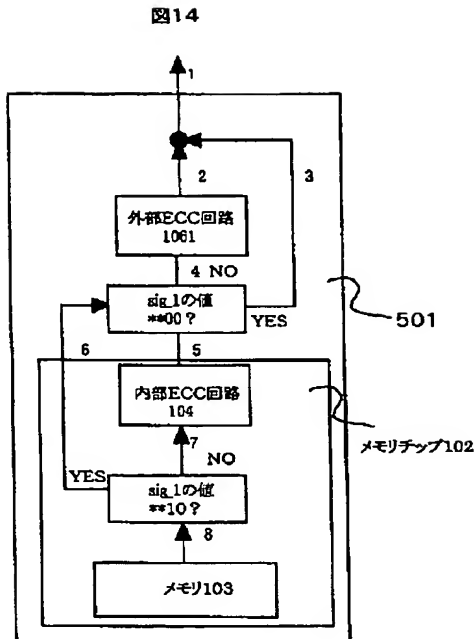 図14
1
2
3
外部ECC回路
1061
4 NO
sig_1の値
**00?
YES
501
6
5
内部ECC回路
104
メモリチップ102
7
NO
YES
sig_1の値
**10?
8
メモリ103